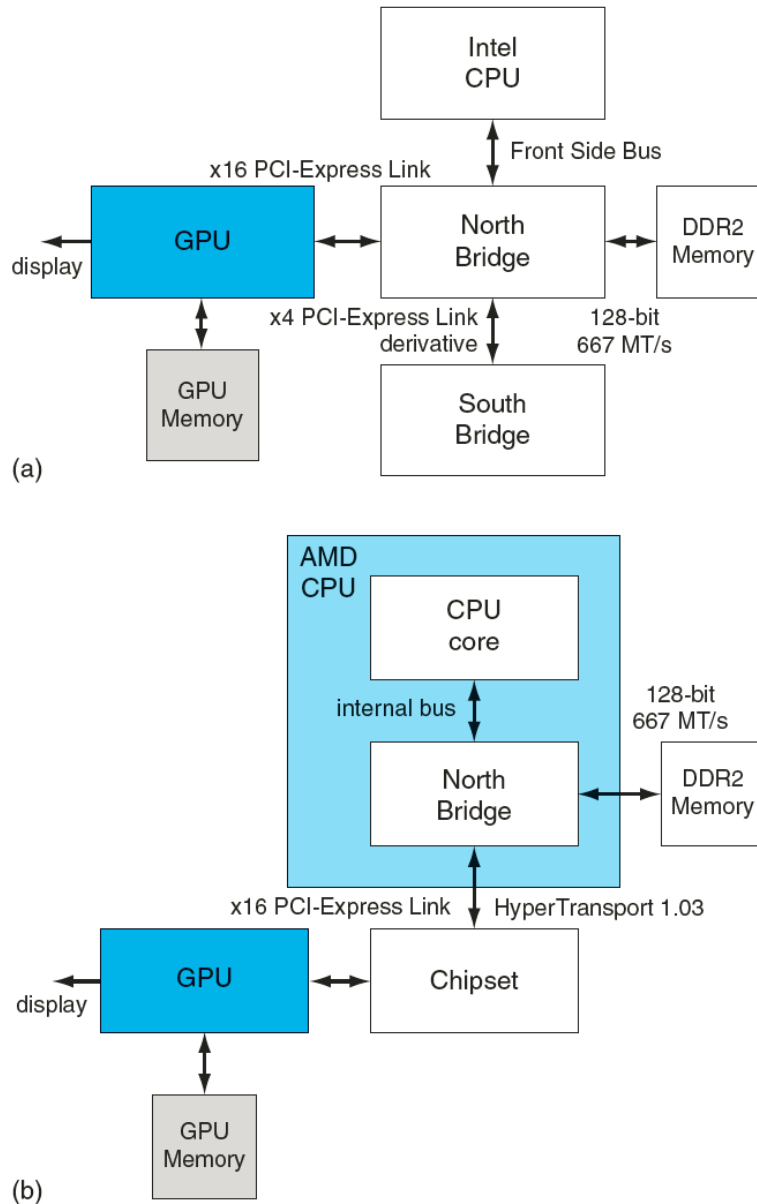 Intel
CPU
Front Side Bus
x16 PCI-Express Link
GPU
North
Bridge
DDR2
Memory
display
x4 PCI-Express Link
derivative
128-bit
667 MT/s
GPU
Memory
South
Bridge
(a)
AMD
CPU
CPU
core
internal bus
128-bit
667 MT/s
North
Bridge
DDR2
Memory
x16 PCI-Express Link
HyperTransport 1.03
GPU
Chipset
display
GPU
Memory
(b)